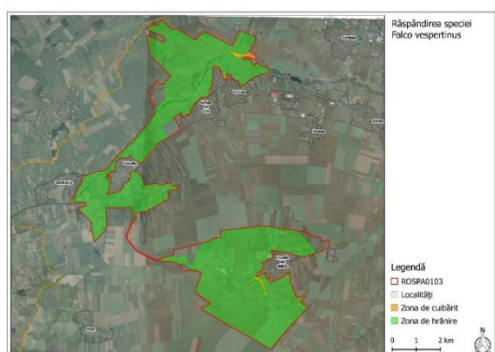 Răspândirea speciei
Falco vespertinus
Legendă
ROSPA0103
Localități
Zona de cuibărit
Zona de hrănire
0 1 2 km
N